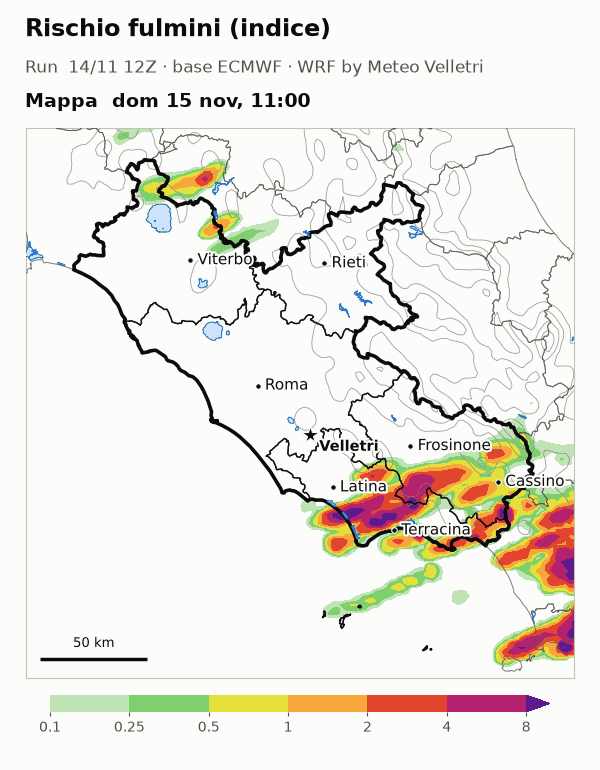 Rischio fulmini (indice)
Run  14/11 12Z · base ECMWF · WRF by Meteo Velletri
Mappa  dom 15 nov, 11:00
Viterbo
Rieti
Roma
Velletri
Frosinone
Latina
Cassino
Terracina
50 km
0.1 0.25 0.5 1 2 4 8